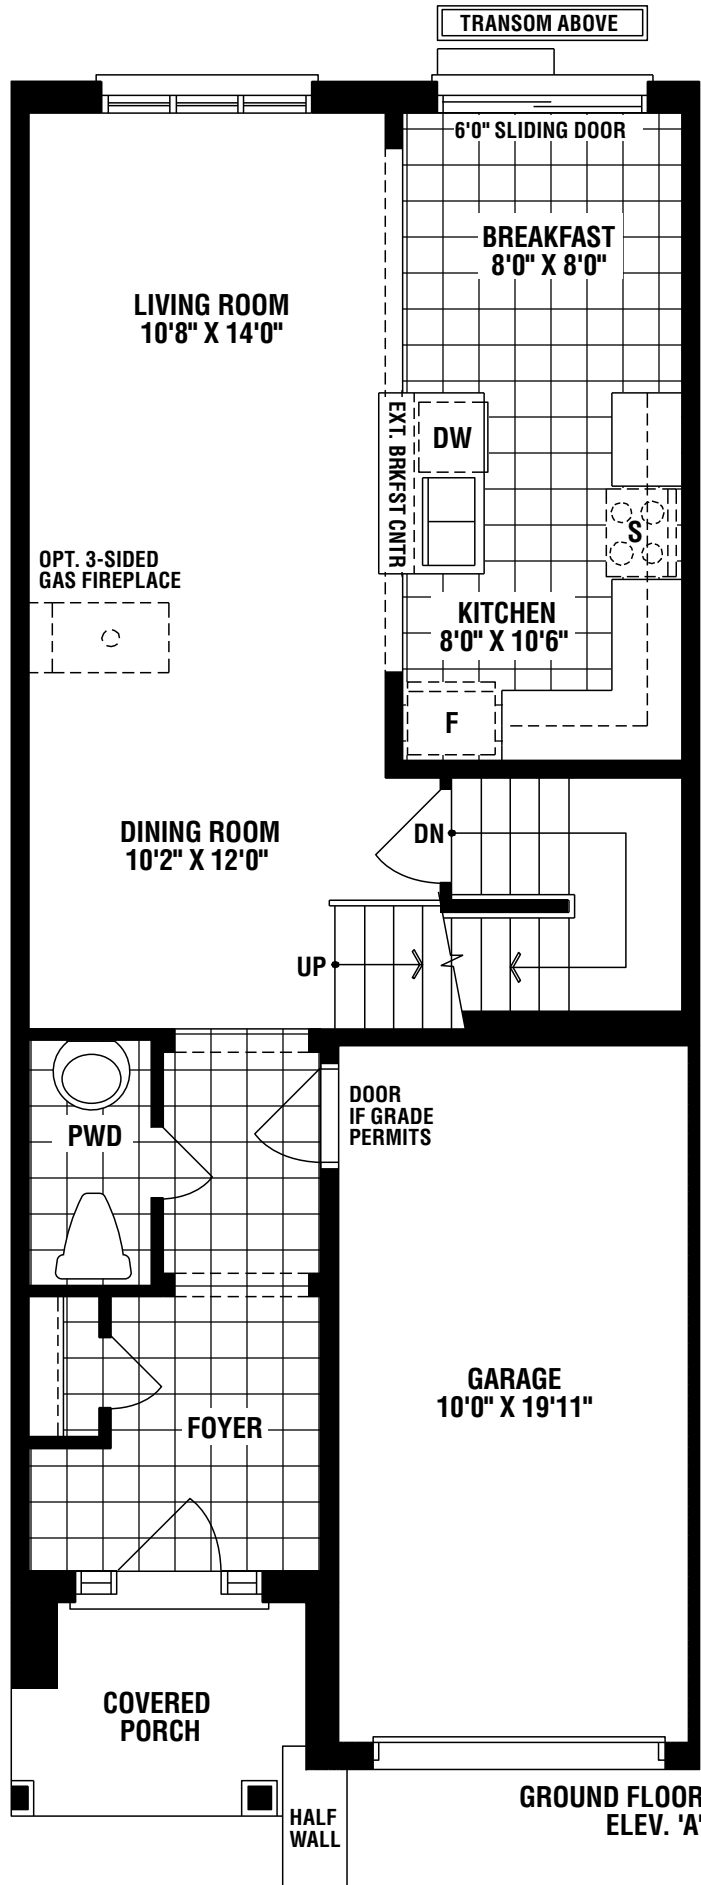 TRANSOM ABOVE
6'0" SLIDING DOOR
BREAKFAST
8'0" X 8'0"
LIVING ROOM
10'8" X 14'0"
EXT. BRKFST CNTR
DW
S
OPT. 3-SIDED
GAS FIREPLACE
KITCHEN
8'0" X 10'6"
F
DINING ROOM
10'2" X 12'0"
DN
UP
DOOR
IF GRADE
PERMITS
PWD
GARAGE
10'0" X 19'11"
FOYER
COVERED
PORCH
HALF
WALL
GROUND FLOOR
ELEV. 'A'